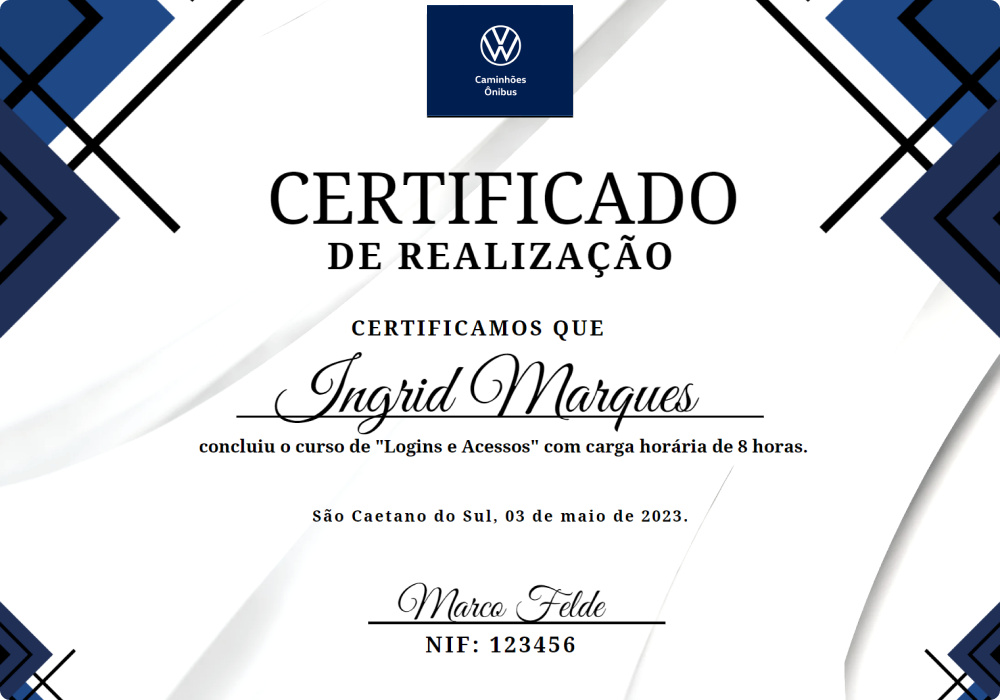 Caminhões
Ônibus
CERTIFICADO
DE REALIZAÇÃO
CERTIFICAMOS QUE
Ingrid Marques
concluiu o curso de "Logins e Acessos" com carga horária de 8 horas.
São Caetano do Sul, 03 de maio de 2023.
Marco Felde
NIF: 123456